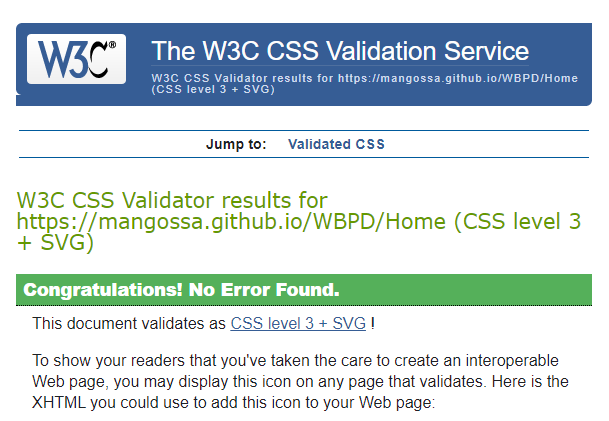 W3C®
The W3C CSS Validation Service
W3C CSS Validator results for https://mangossa.github.io/WBPD/Home
(CSS level 3 + SVG)
Jump to: Validated CSS
W3C CSS Validator results for
https://mangossa.github.io/WBPD/Home (CSS level 3
+ SVG)
Congratulations! No Error Found.
This document validates as CSS level 3 + SVG !
To show your readers that you've taken the care to create an interoperable
Web page, you may display this icon on any page that validates. Here is the
XHTML you could use to add this icon to your Web page: